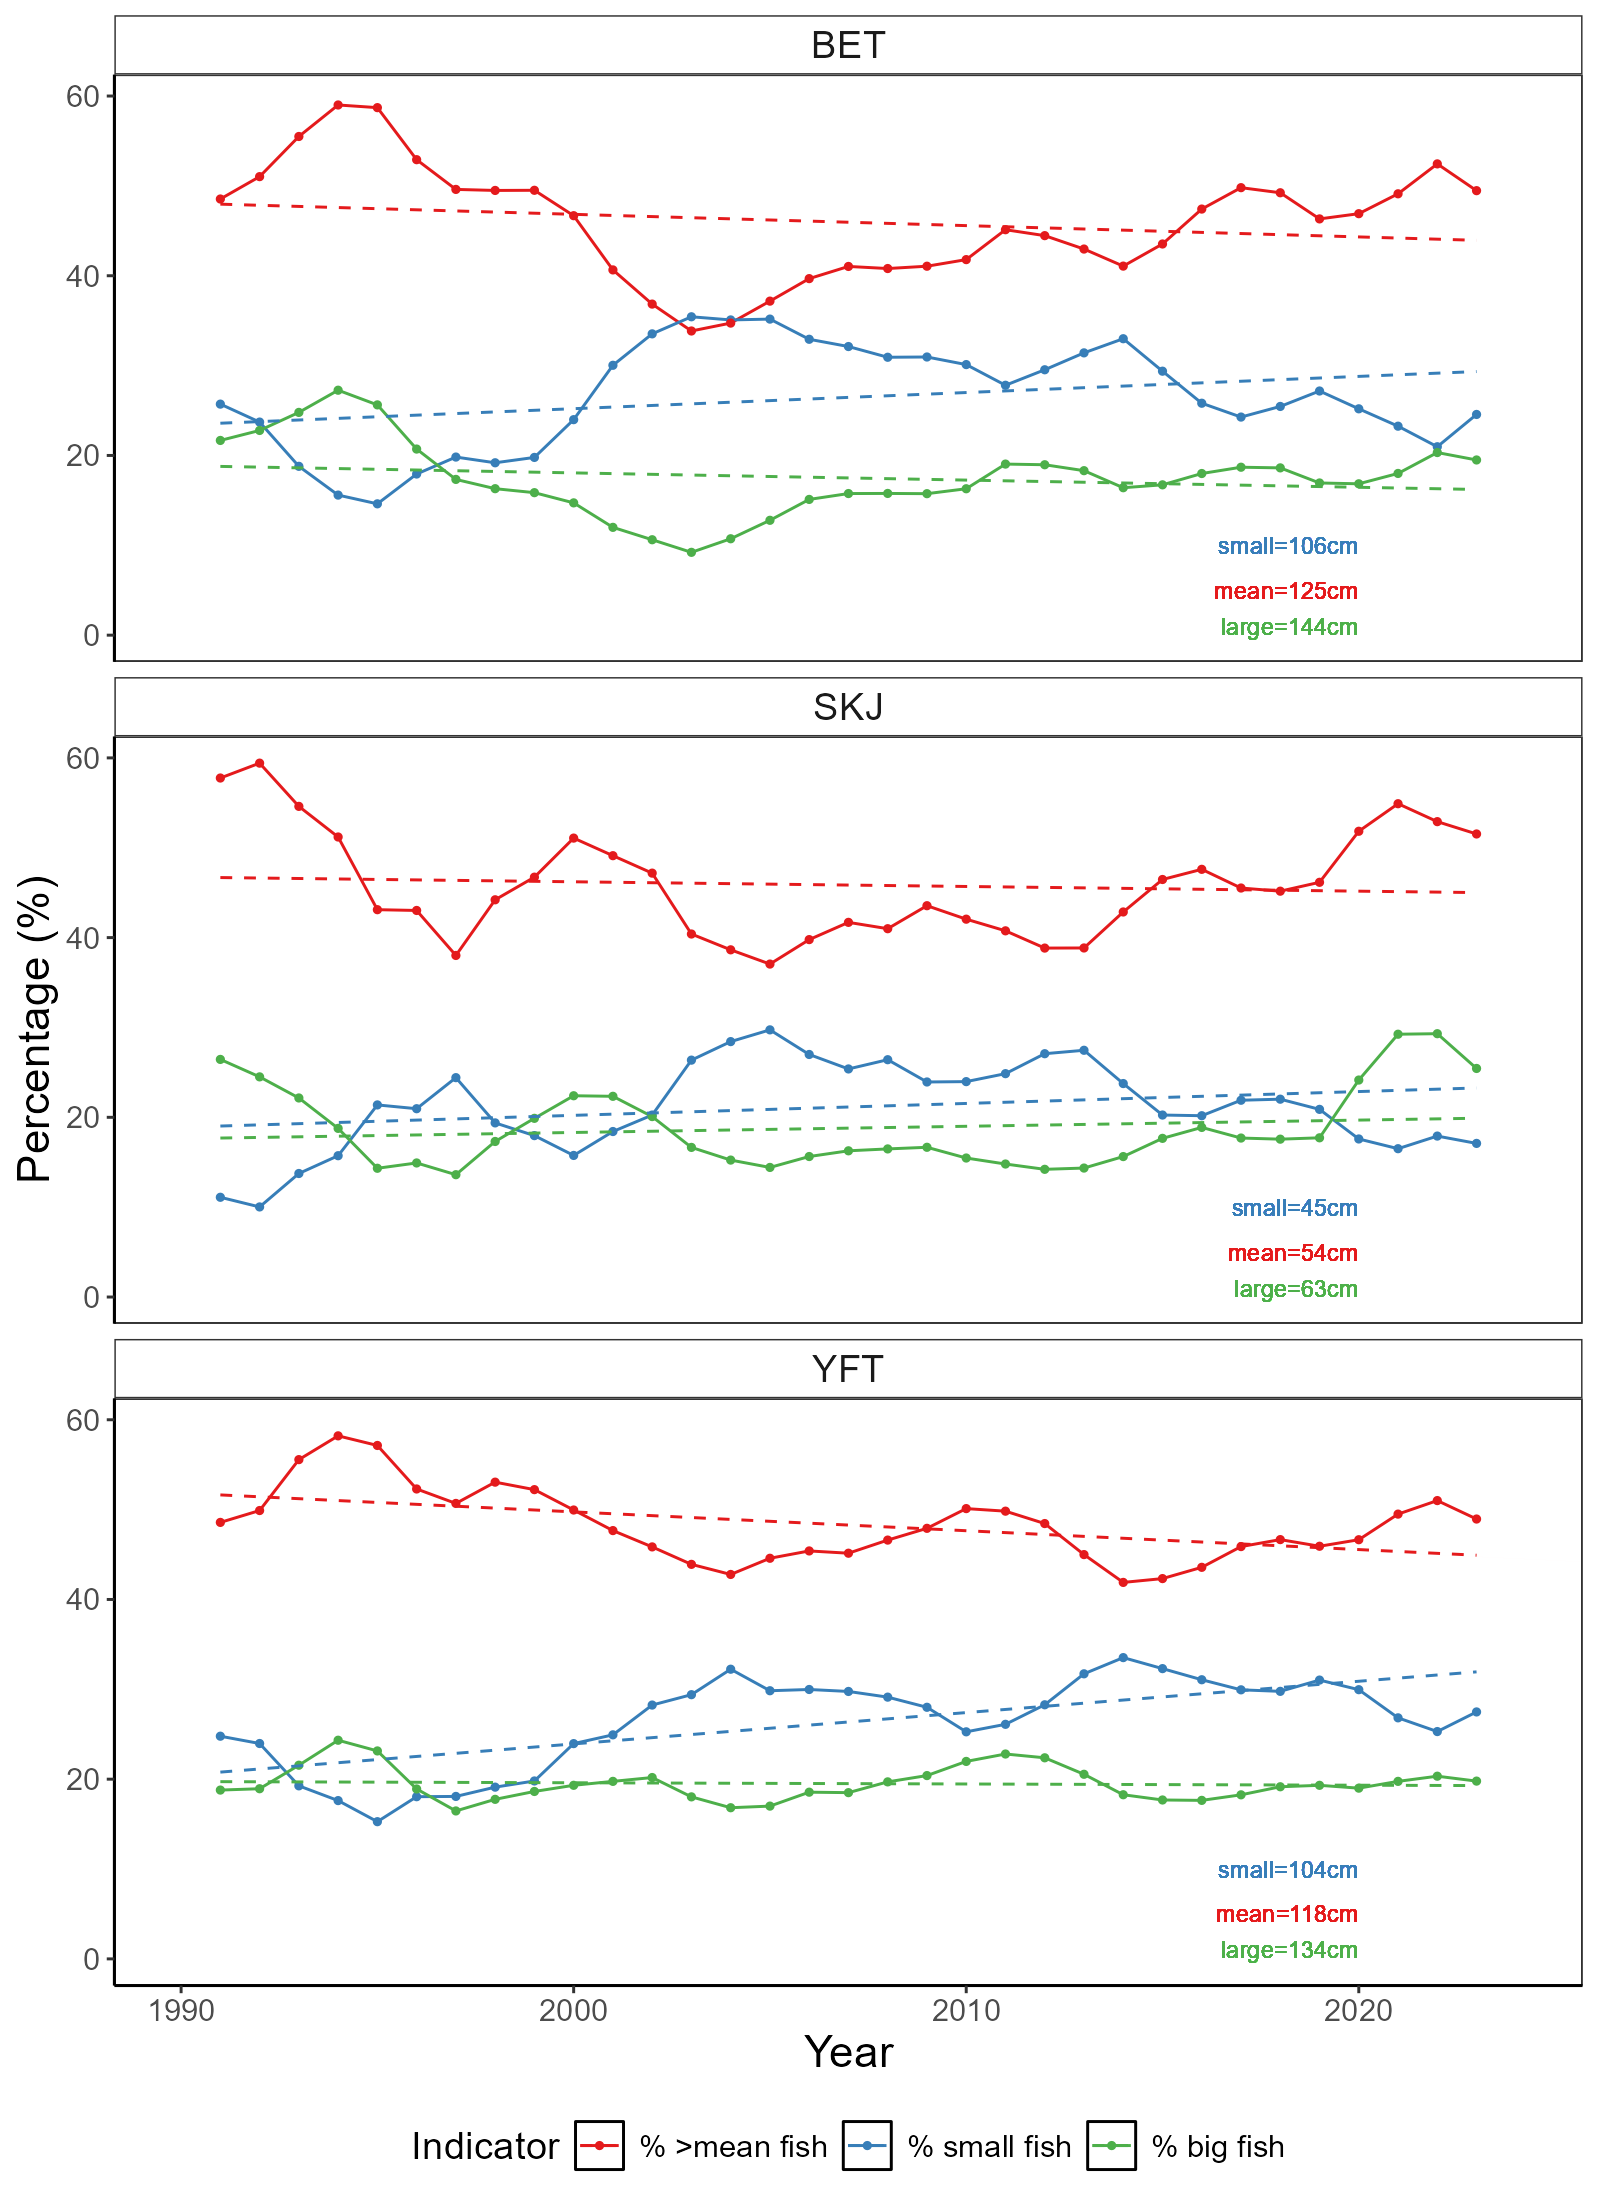 BET
60
40
20
0
small=106cm
mean=125cm
large=144cm
SKJ
60
40
20
0
small=45cm
mean=54cm
large=63cm
YFT
60
40
20
0
small=104cm
mean=118cm
large=134cm
Percentage (%)
1990 2000 2010 2020
Year
Indicator % >mean fish % small fish % big fish